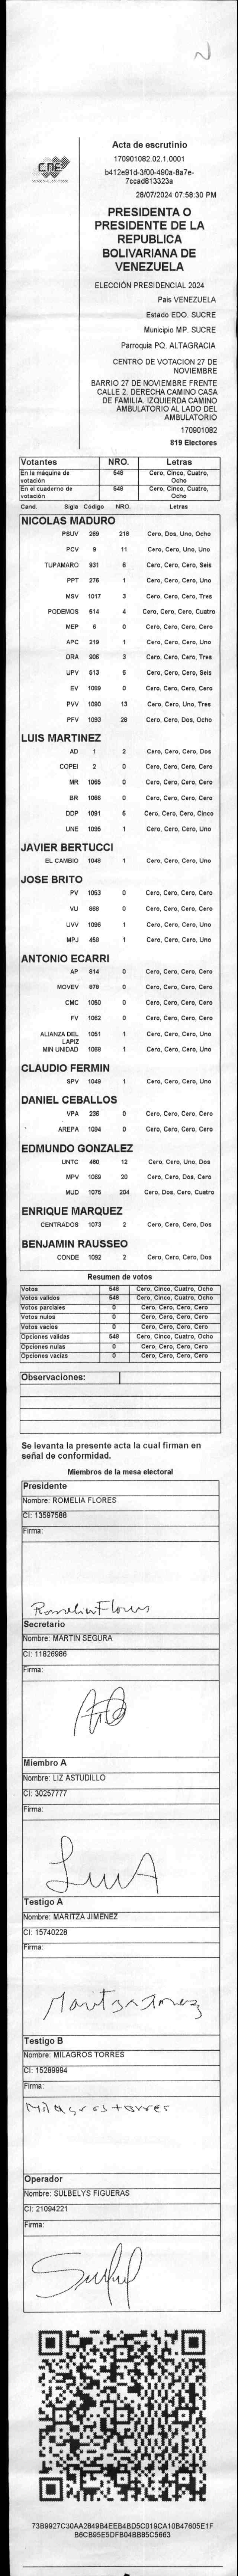 N
CNE
Acta de escrutinio
170901082.02.1.0001
b412e91d-3f00-490a-8a7e-
7ccad813323a
28/07/2024 07:58:30 PM
PRESIDENTA O
PRESIDENTE DE LA
REPUBLICA
BOLIVARIANA DE
VENEZUELA
ELECCIÓN PRESIDENCIAL 2024
Pais VENEZUELA
Estado EDO. SUCRE
Municipio MP. SUCRE
Parroquia PQ. ALTAGRACIA
CENTRO DE VOTACION 27 DE
NOVIEMBRE
BARRIO 27 DE NOVIEMBRE FRENTE
CALLE 2. DERECHA CAMINO CASA
DE FAMILIA. IZQUIERDA CAMINO
AMBULATORIO AL LADO DEL
AMBULATORIO
170901082
819 Electores
Votantes NRO. Letras
En la máquina de votación 548 Cero, Cinco, Cuatro, Ocho
En el cuaderno de votación 548 Cero, Cinco, Cuatro, Ocho
Cand. Sigla Código NRO. Letras
NICOLAS MADURO
PSUV 269 218 Cero, Dos, Uno, Ocho
PCV 9 11 Cero, Cero, Uno, Uno
TUPAMARO 931 6 Cero, Cero, Cero, Seis
PPT 276 1 Cero, Cero, Cero, Uno
MSV 1017 3 Cero, Cero, Cero, Tres
PODEMOS 514 4 Cero, Cero, Cero, Cuatro
MEP 6 0 Cero, Cero, Cero, Cero
APC 219 1 Cero, Cero, Cero, Uno
ORA 906 3 Cero, Cero, Cero, Tres
UPV 513 6 Cero, Cero, Cero, Seis
EV 1089 0 Cero, Cero, Cero, Cero
PVV 1090 13 Cero, Cero, Uno, Tres
PFV 1093 28 Cero, Cero, Dos, Ocho
LUIS MARTINEZ
AD 1 2 Cero, Cero, Cero, Dos
COPEI 2 0 Cero, Cero, Cero, Cero
MR 1065 0 Cero, Cero, Cero, Cero
BR 1066 0 Cero, Cero, Cero, Cero
DDP 1091 5 Cero, Cero, Cero, Cinco
UNE 1095 1 Cero, Cero, Cero, Uno
JAVIER BERTUCCI
EL CAMBIO 1048 1 Cero, Cero, Cero, Uno
JOSE BRITO
PV 1053 0 Cero, Cero, Cero, Cero
VU 868 0 Cero, Cero, Cero, Cero
UVV 1096 1 Cero, Cero, Cero, Uno
MPJ 458 1 Cero, Cero, Cero, Uno
ANTONIO ECARRI
AP 814 0 Cero, Cero, Cero, Cero
MOVEV 878 0 Cero, Cero, Cero, Cero
CMC 1050 0 Cero, Cero, Cero, Cero
FV 1062 0 Cero, Cero, Cero, Cero
ALIANZA DEL LAPIZ 1051 1 Cero, Cero, Cero, Uno
MIN UNIDAD 1068 1 Cero, Cero, Cero, Uno
CLAUDIO FERMIN
SPV 1049 1 Cero, Cero, Cero, Uno
DANIEL CEBALLOS
VPA 236 0 Cero, Cero, Cero, Cero
AREPA 1094 0 Cero, Cero, Cero, Cero
EDMUNDO GONZALEZ
UNTC 460 12 Cero, Cero, Uno, Dos
MPV 1069 20 Cero, Cero, Dos, Cero
MUD 1075 204 Cero, Dos, Cero, Cuatro
ENRIQUE MARQUEZ
CENTRADOS 1073 2 Cero, Cero, Cero, Dos
BENJAMIN RAUSSEO
CONDE 1092 2 Cero, Cero, Cero, Dos
Resumen de votos
Votos 548 Cero, Cinco, Cuatro, Ocho
Votos validos 548 Cero, Cinco, Cuatro, Ocho
Votos parciales 0 Cero, Cero, Cero, Cero
Votos nulos 0 Cero, Cero, Cero, Cero
Votos vacios 0 Cero, Cero, Cero, Cero
Opciones validas 548 Cero, Cinco, Cuatro, Ocho
Opciones nulas 0 Cero, Cero, Cero, Cero
Opciones vacias 0 Cero, Cero, Cero, Cero
Observaciones:
Se levanta la presente acta la cual firman en
señal de conformidad.
Miembros de la mesa electoral
Presidente
Nombre: ROMELIA FLORES
CI: 13597588
Firma:
Romelia Flores
Secretario
Nombre: MARTIN SEGURA
CI: 11826986
Firma:
Miembro A
Nombre: LIZ ASTUDILLO
CI: 30257777
Firma:
Testigo A
Nombre: MARITZA JIMENEZ
CI: 15740228
Firma:
Testigo B
Nombre: MILAGROS TORRES
CI: 15289994
Firma:
Milagros torres
Operador
Nombre: SULBELYS FIGUERAS
CI: 21094221
Firma:
73B9927C30AA2849B4EEB4BD5C019CA10B47605E1F
B6CB95E5DFB04BB85C5663